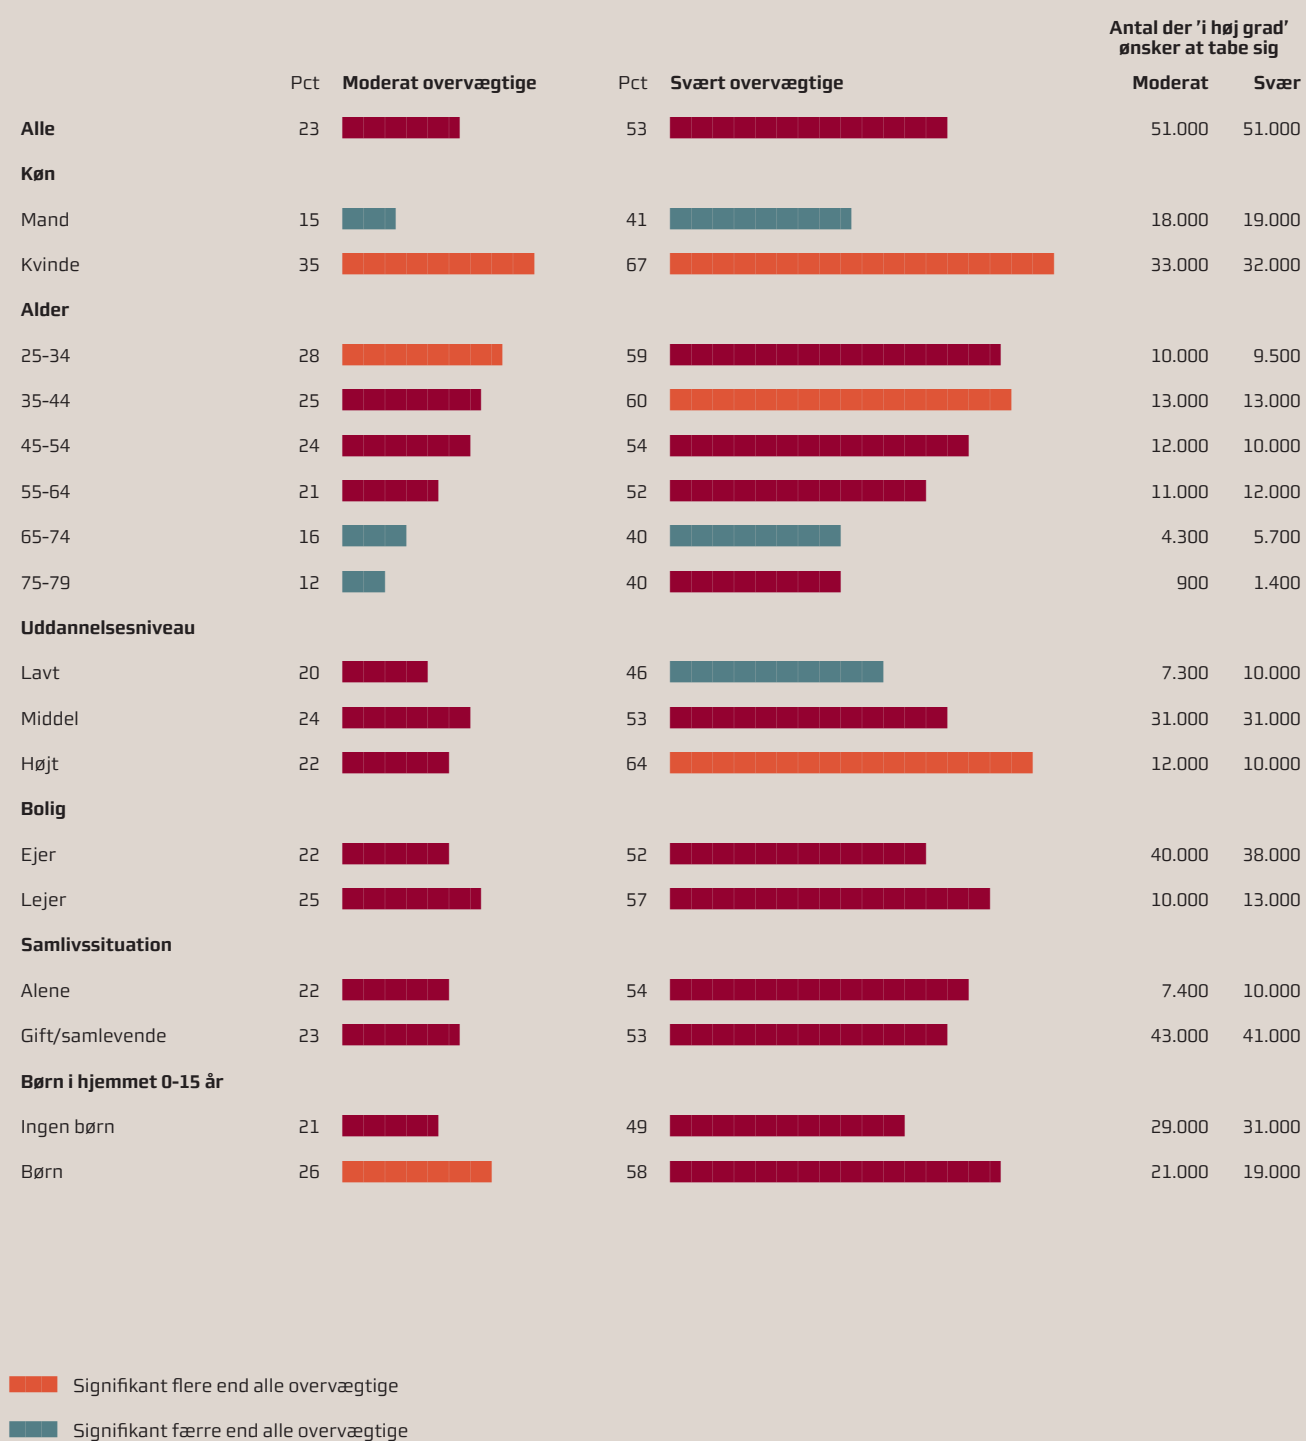 Antal der ’i høj grad’
ønsker at tabe sig
Pct Moderat overvægtige Pct Svært overvægtige Moderat Svær
Alle 23 53 51.000 51.000
Køn
Mand 15 41 18.000 19.000
Kvinde 35 67 33.000 32.000
Alder
25-34 28 59 10.000 9.500
35-44 25 60 13.000 13.000
45-54 24 54 12.000 10.000
55-64 21 52 11.000 12.000
65-74 16 40 4.300 5.700
75-79 12 40 900 1.400
Uddannelsesniveau
Lavt 20 46 7.300 10.000
Middel 24 53 31.000 31.000
Højt 22 64 12.000 10.000
Bolig
Ejer 22 52 40.000 38.000
Lejer 25 57 10.000 13.000
Samlivssituation
Alene 22 54 7.400 10.000
Gift/samlevende 23 53 43.000 41.000
Børn i hjemmet 0-15 år
Ingen børn 21 49 29.000 31.000
Børn 26 58 21.000 19.000
Signifikant flere end alle overvægtige
Signifikant færre end alle overvægtige